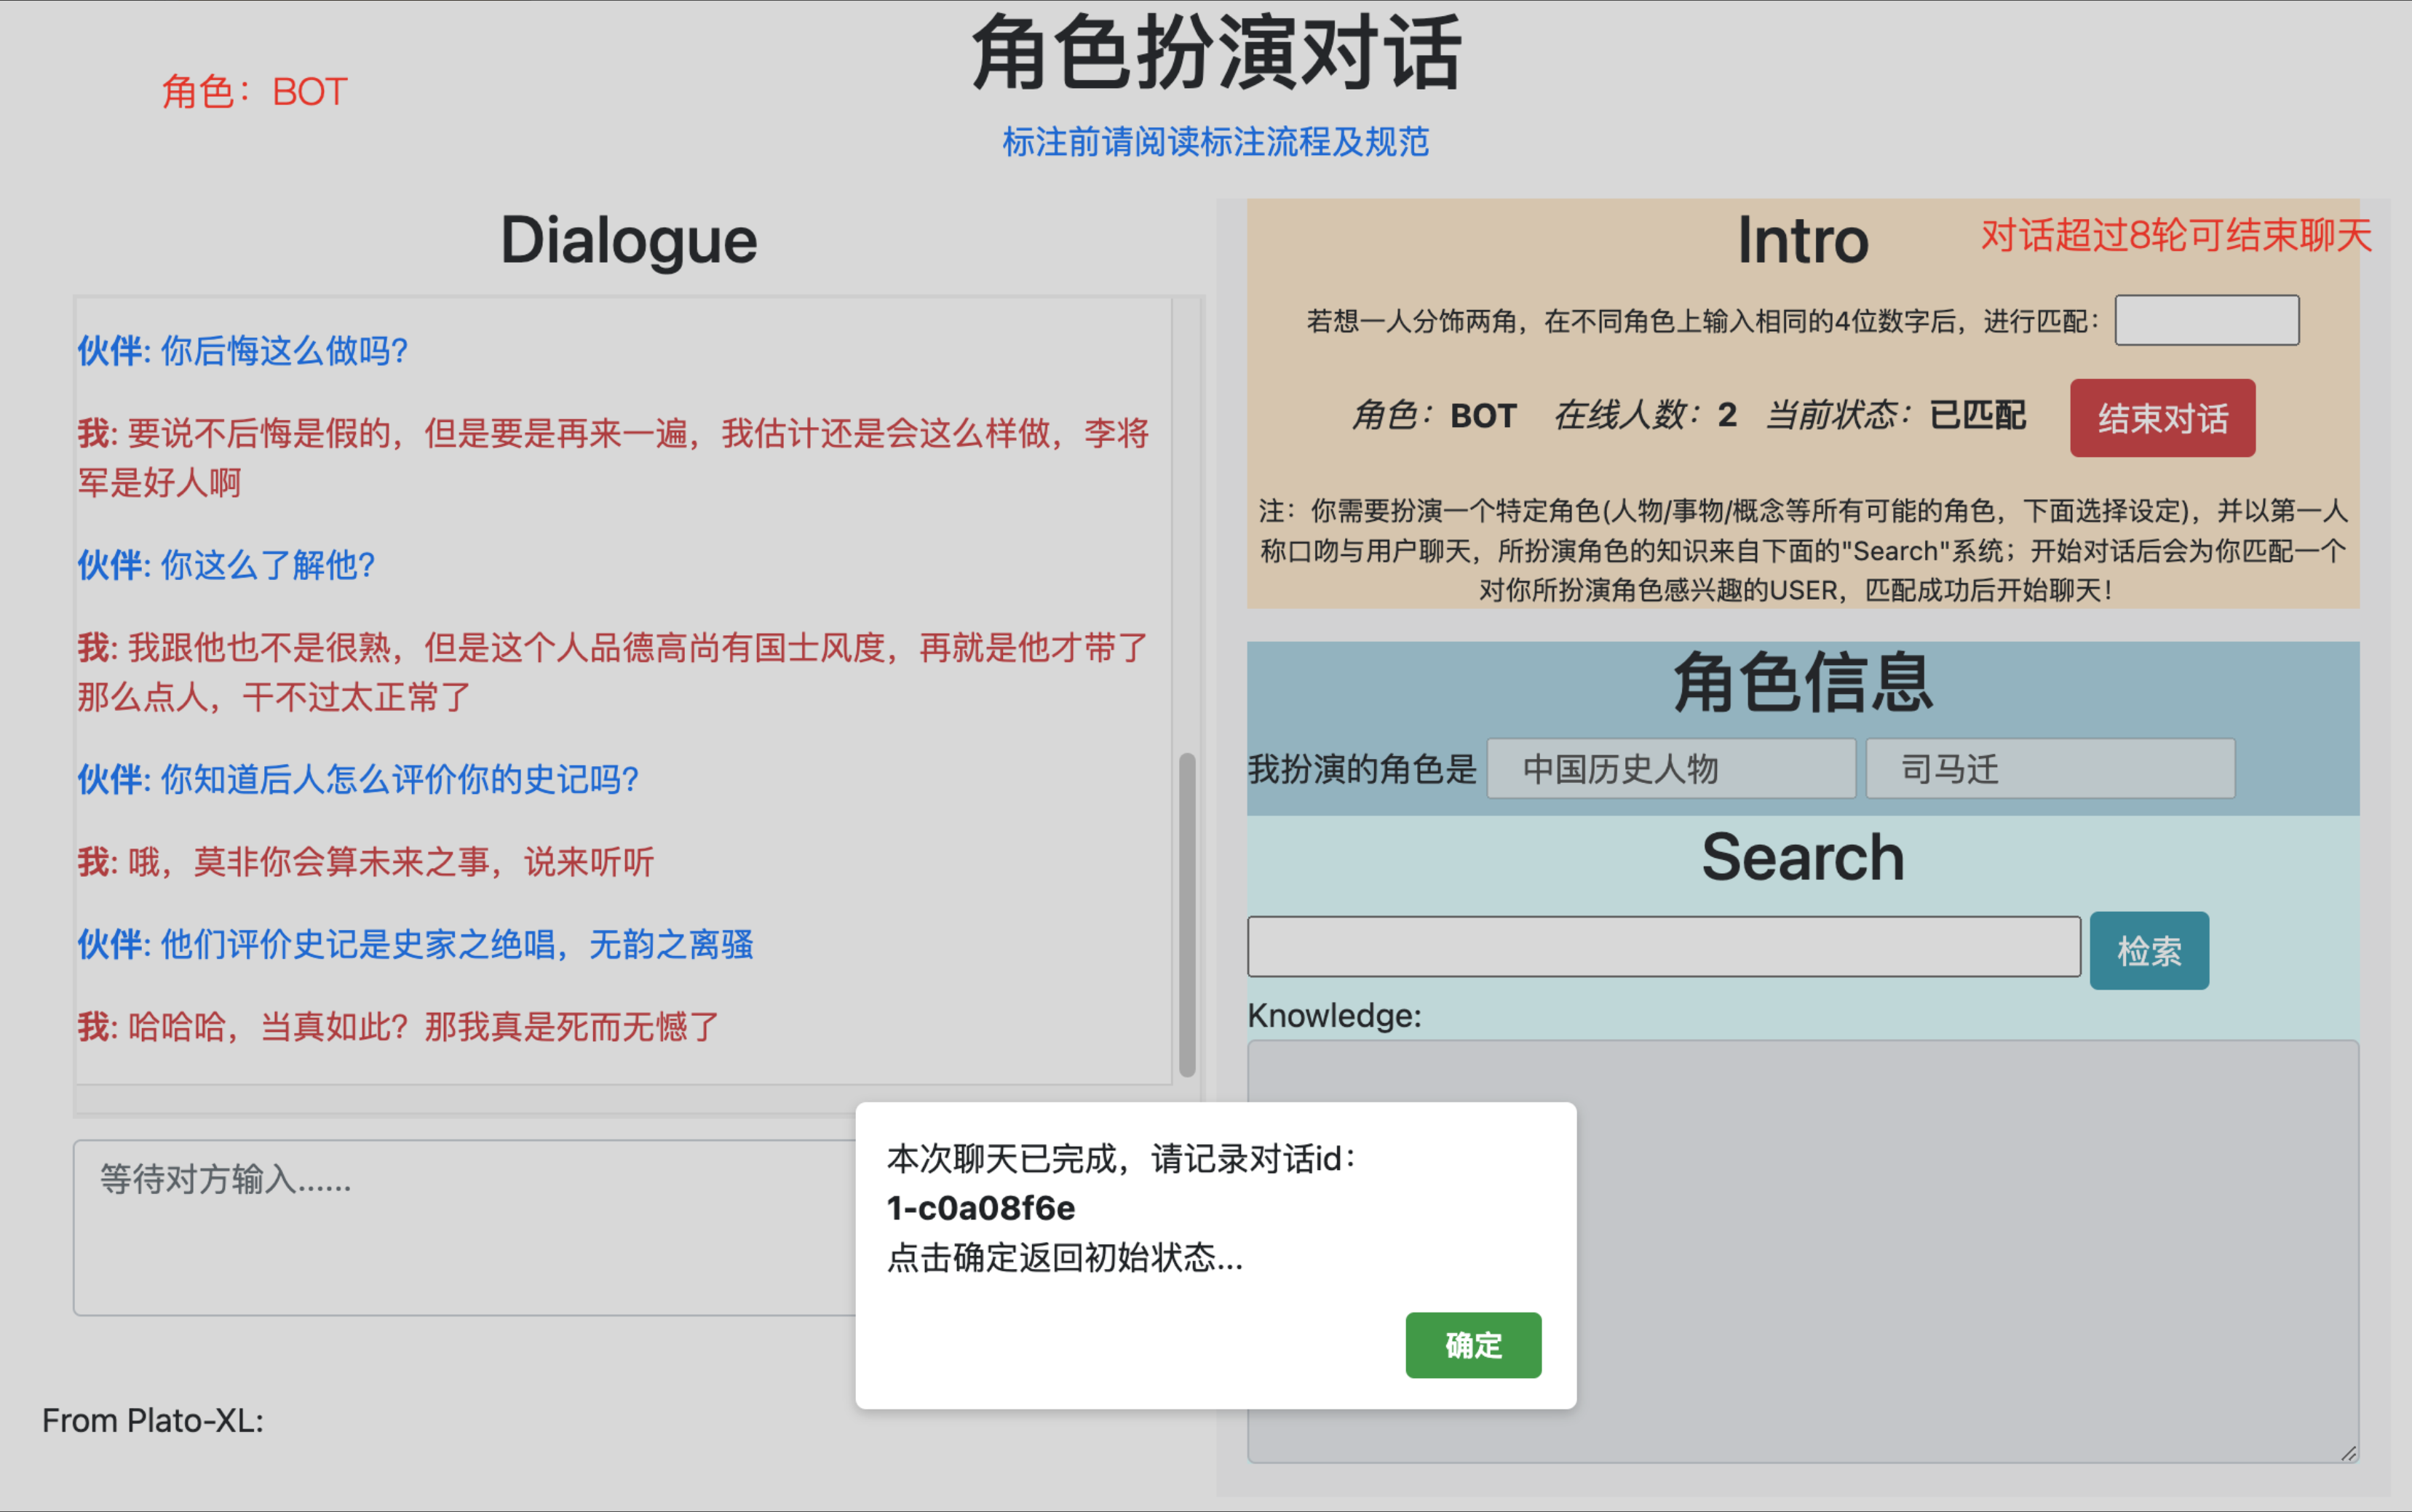 角色扮演对话
角色：BOT
标注前请阅读标注流程及规范
Dialogue
伙伴: 你后悔这么做吗?
我: 要说不后悔是假的，但是要是再来一遍，我估计还是会这么样做，李将
军是好人啊
伙伴: 你这么了解他?
我: 我跟他也不是很熟，但是这个人品德高尚有国士风度，再就是他才带了
那么点人，干不过太正常了
伙伴: 你知道后人怎么评价你的史记吗?
我: 哦，莫非你会算未来之事，说来听听
伙伴: 他们评价史记是史家之绝唱，无韵之离骚
我: 哈哈哈，当真如此？那我真是死而无憾了
等待对方输入......
From Plato-XL:
Intro
对话超过8轮可结束聊天
若想一人分饰两角，在不同角色上输入相同的4位数字后，进行匹配：
角色：BOT 在线人数：2 当前状态：已匹配 结束对话
注：你需要扮演一个特定角色(人物/事物/概念等所有可能的角色，下面选择设定)，并以第一人
称口吻与用户聊天，所扮演角色的知识来自下面的"Search"系统；开始对话后会为你匹配一个
对你所扮演角色感兴趣的USER，匹配成功后开始聊天！
角色信息
我扮演的角色是 中国历史人物 司马迁
Search
检索
Knowledge:
本次聊天已完成，请记录对话id：
1-c0a08f6e
点击确定返回初始状态...
确定